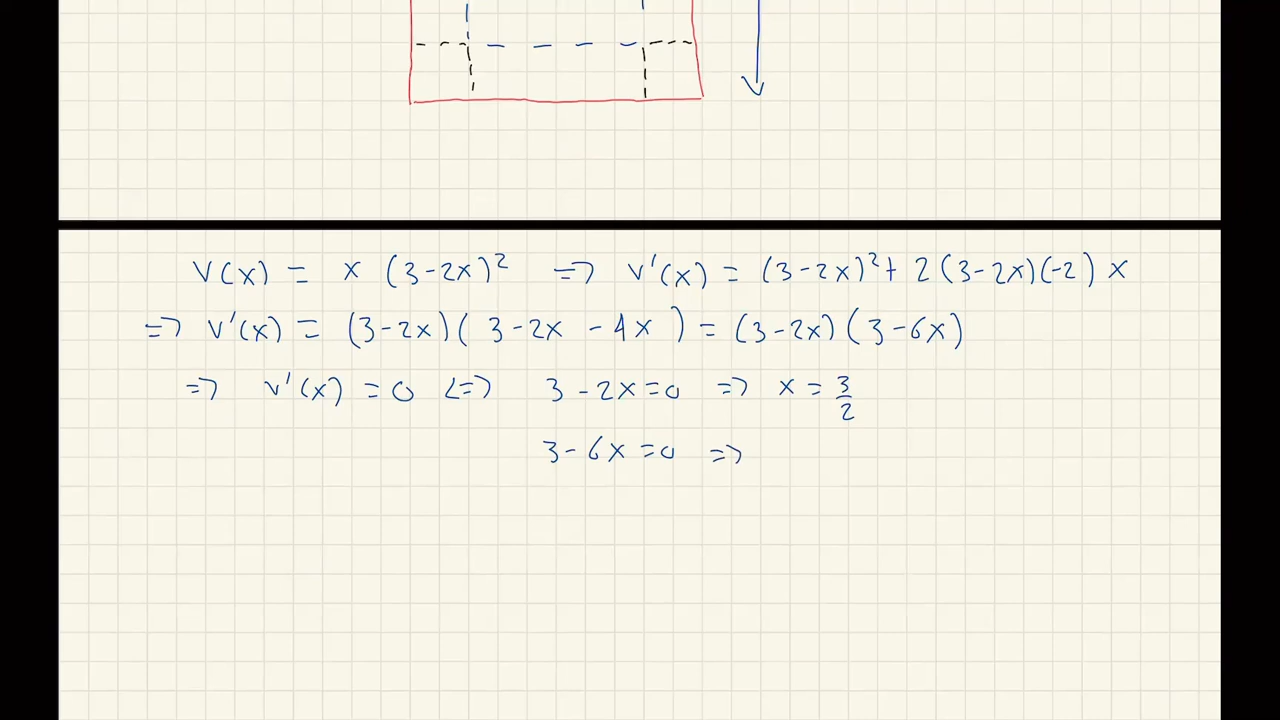 V(x) = x (3-2x)² => V'(x) = (3-2x)² + 2(3-2x)(-2) x
=> V'(x) = (3-2x)( 3-2x - 4x ) = (3-2x)(3-6x)
=> V'(x) = 0 <=> 3 - 2x = 0 => x = 3/2
3 - 6x = 0 =>